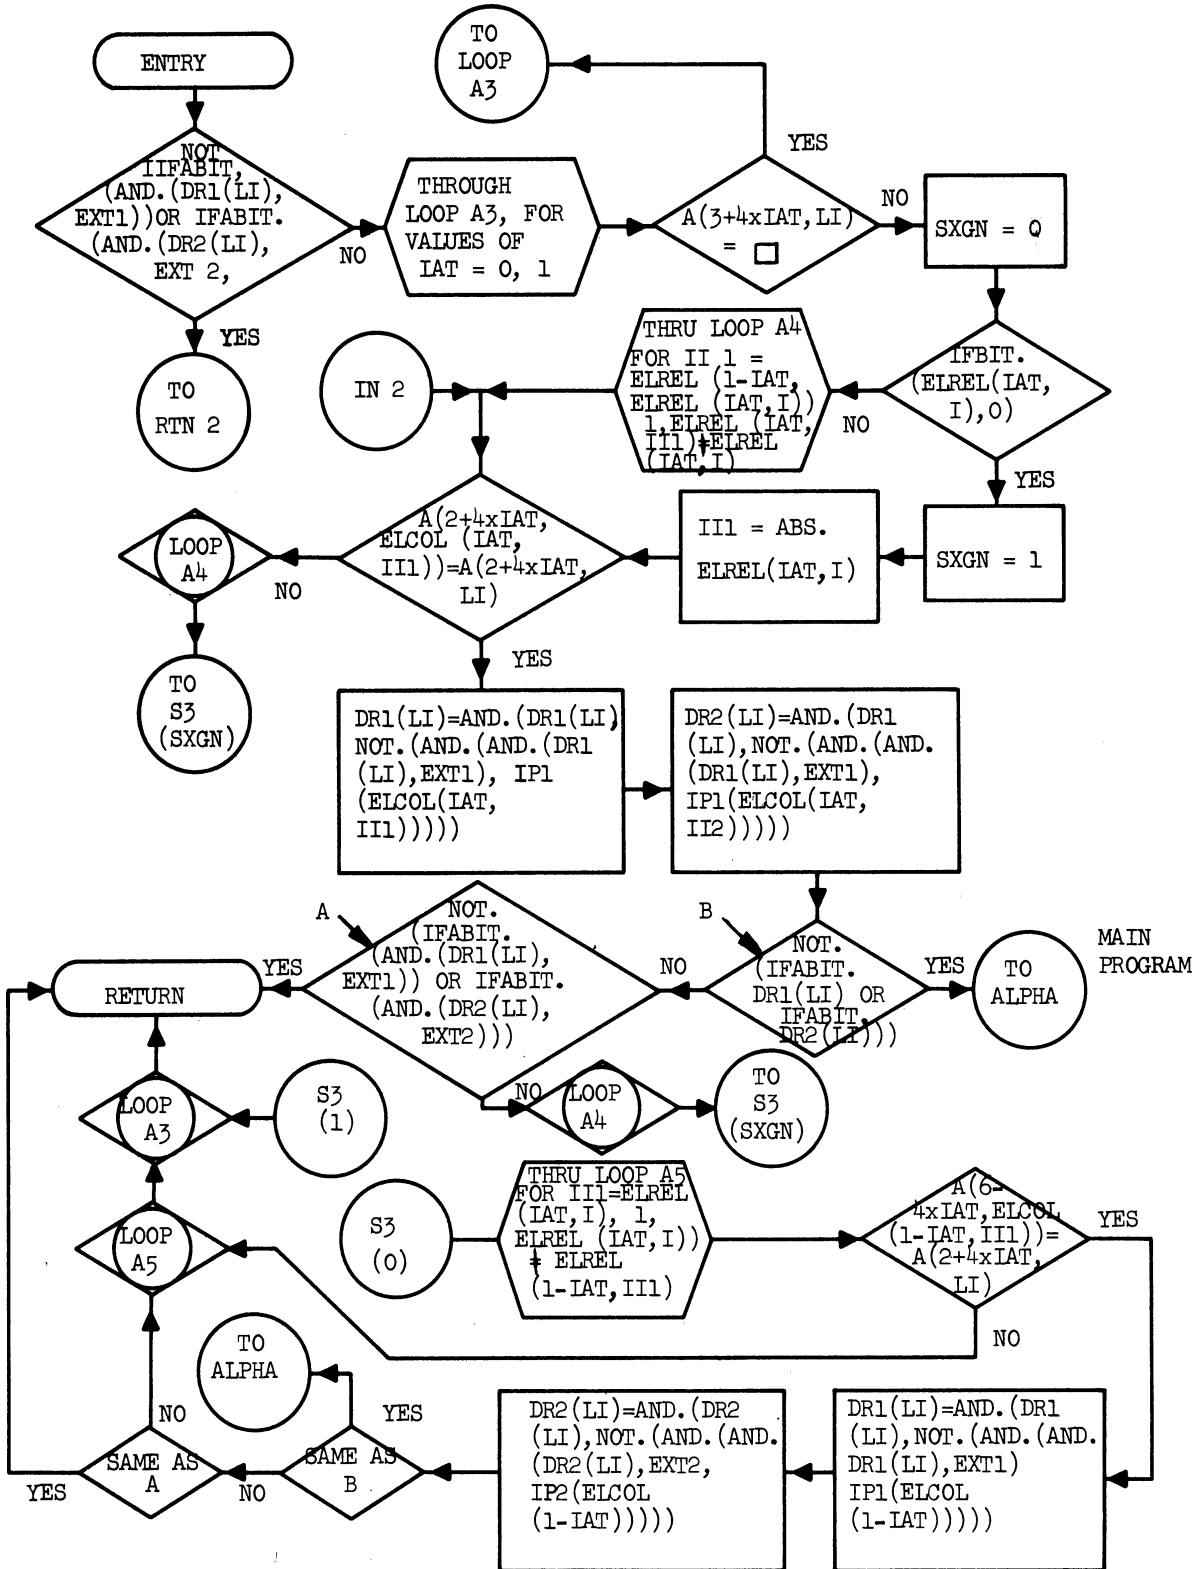 ENTRY
NOT
IIFABIT,
(AND.(DR1(LI),
EXT1))OR IFABIT.
(AND.(DR2(LI),
EXT 2,
NO
YES
TO
RTN 2
THROUGH
LOOP A3, FOR
VALUES OF
IAT = 0, 1
TO
LOOP
A3
YES
A(3+4xIAT,LI)
= □
NO
SXGN = 0
IFBIT.
(ELREL(IAT,
I),0)
NO
YES
THRU LOOP A4
FOR II 1 =
ELREL (1-IAT,
ELREL (IAT,I))
1,ELREL (IAT,
III1)≠ELREL
(IAT,I)
IN 2
SXGN = 1
II1 = ABS.
ELREL(IAT,I)
A(2+4xIAT,
ELCOL (IAT,
II1))=A(2+4xIAT,
LI)
NO
YES
LOOP
A4
TO
S3
(SXGN)
DR1(LI)=AND.(DR1(LI),
NOT.(AND.(AND.(DR1
(LI),EXT1), IP1
(ELCOL(IAT,
II1)))))
DR2(LI)=AND.(DR1
(LI),NOT.(AND.(AND.
(DR1(LI),EXT1),
IP1(ELCOL(IAT,
II2)))))
B
NOT.
(IFABIT.
DR1(LI) OR
IFABIT,
DR2(LI)))
YES
TO
ALPHA
MAIN
PROGRAM
NO
A
NOT.
(IFABIT.
(AND.(DR1(LI),
EXT1)) OR IFABIT.
(AND.(DR2(LI),
EXT2)))
YES
RETURN
NO
LOOP
A4
TO
S3
(SXGN)
LOOP
A3
S3
(1)
LOOP
A5
S3
(0)
THRU LOOP A5
FOR II1=ELREL
(IAT,I), 1,
ELREL (IAT,I))
≠ ELREL
(1-IAT,II1)
A(6-
4xIAT,ELCOL
(1-IAT,II1))=
A(2+4xIAT,
LI)
YES
NO
DR1(LI)=AND.(DR1
(LI),NOT.(AND.(AND.
DR1(LI),EXT1)
IP1(ELCOL
(1-IAT)))))
DR2(LI)=AND.(DR2
(LI),NOT.(AND.(AND.
(DR2(LI),EXT2,
IP2(ELCOL
(1-IAT)))))
SAME AS
B
YES
TO
ALPHA
NO
SAME AS
A
NO
YES